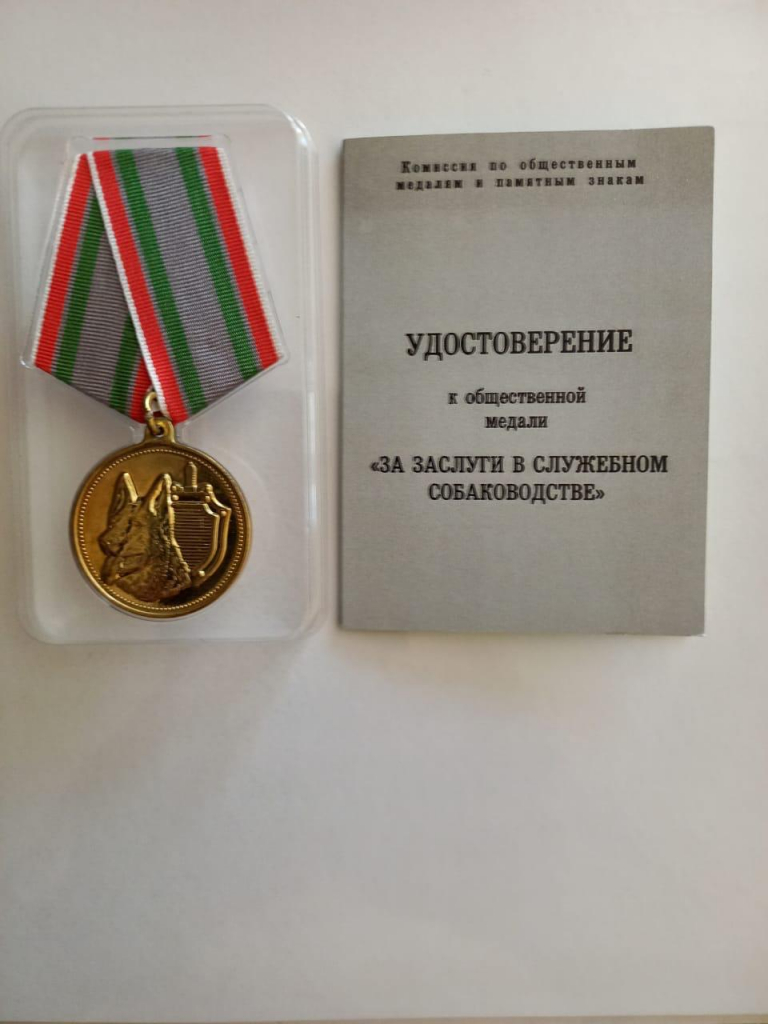 Комиссия по общественным
медалям и памятным знакам
УДОСТОВЕРЕНИЕ
к общественной
медали
«ЗА ЗАСЛУГИ В СЛУЖЕБНОМ
СОБАКОВОДСТВЕ»